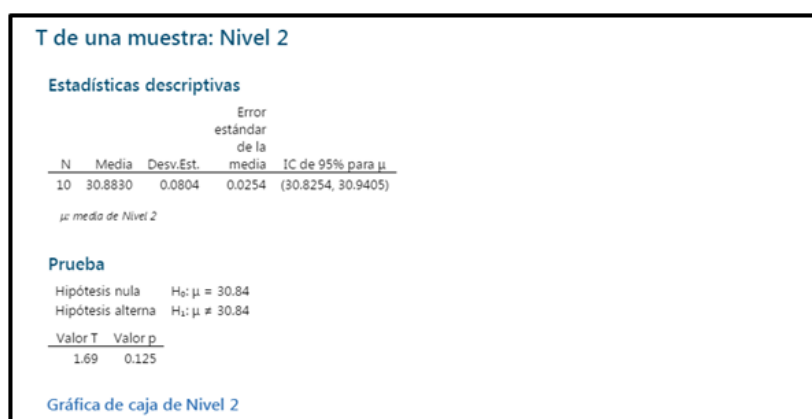 T de una muestra: Nivel 2
Estadísticas descriptivas
Error
estándar
de la
N Media Desv.Est. media IC de 95% para μ
10 30.8830 0.0804 0.0254 (30.8254, 30.9405)
μ: media de Nivel 2
Prueba
Hipótesis nula H₀: μ = 30.84
Hipótesis alterna H₁: μ ≠ 30.84
Valor T Valor p
1.69 0.125
Gráfica de caja de Nivel 2